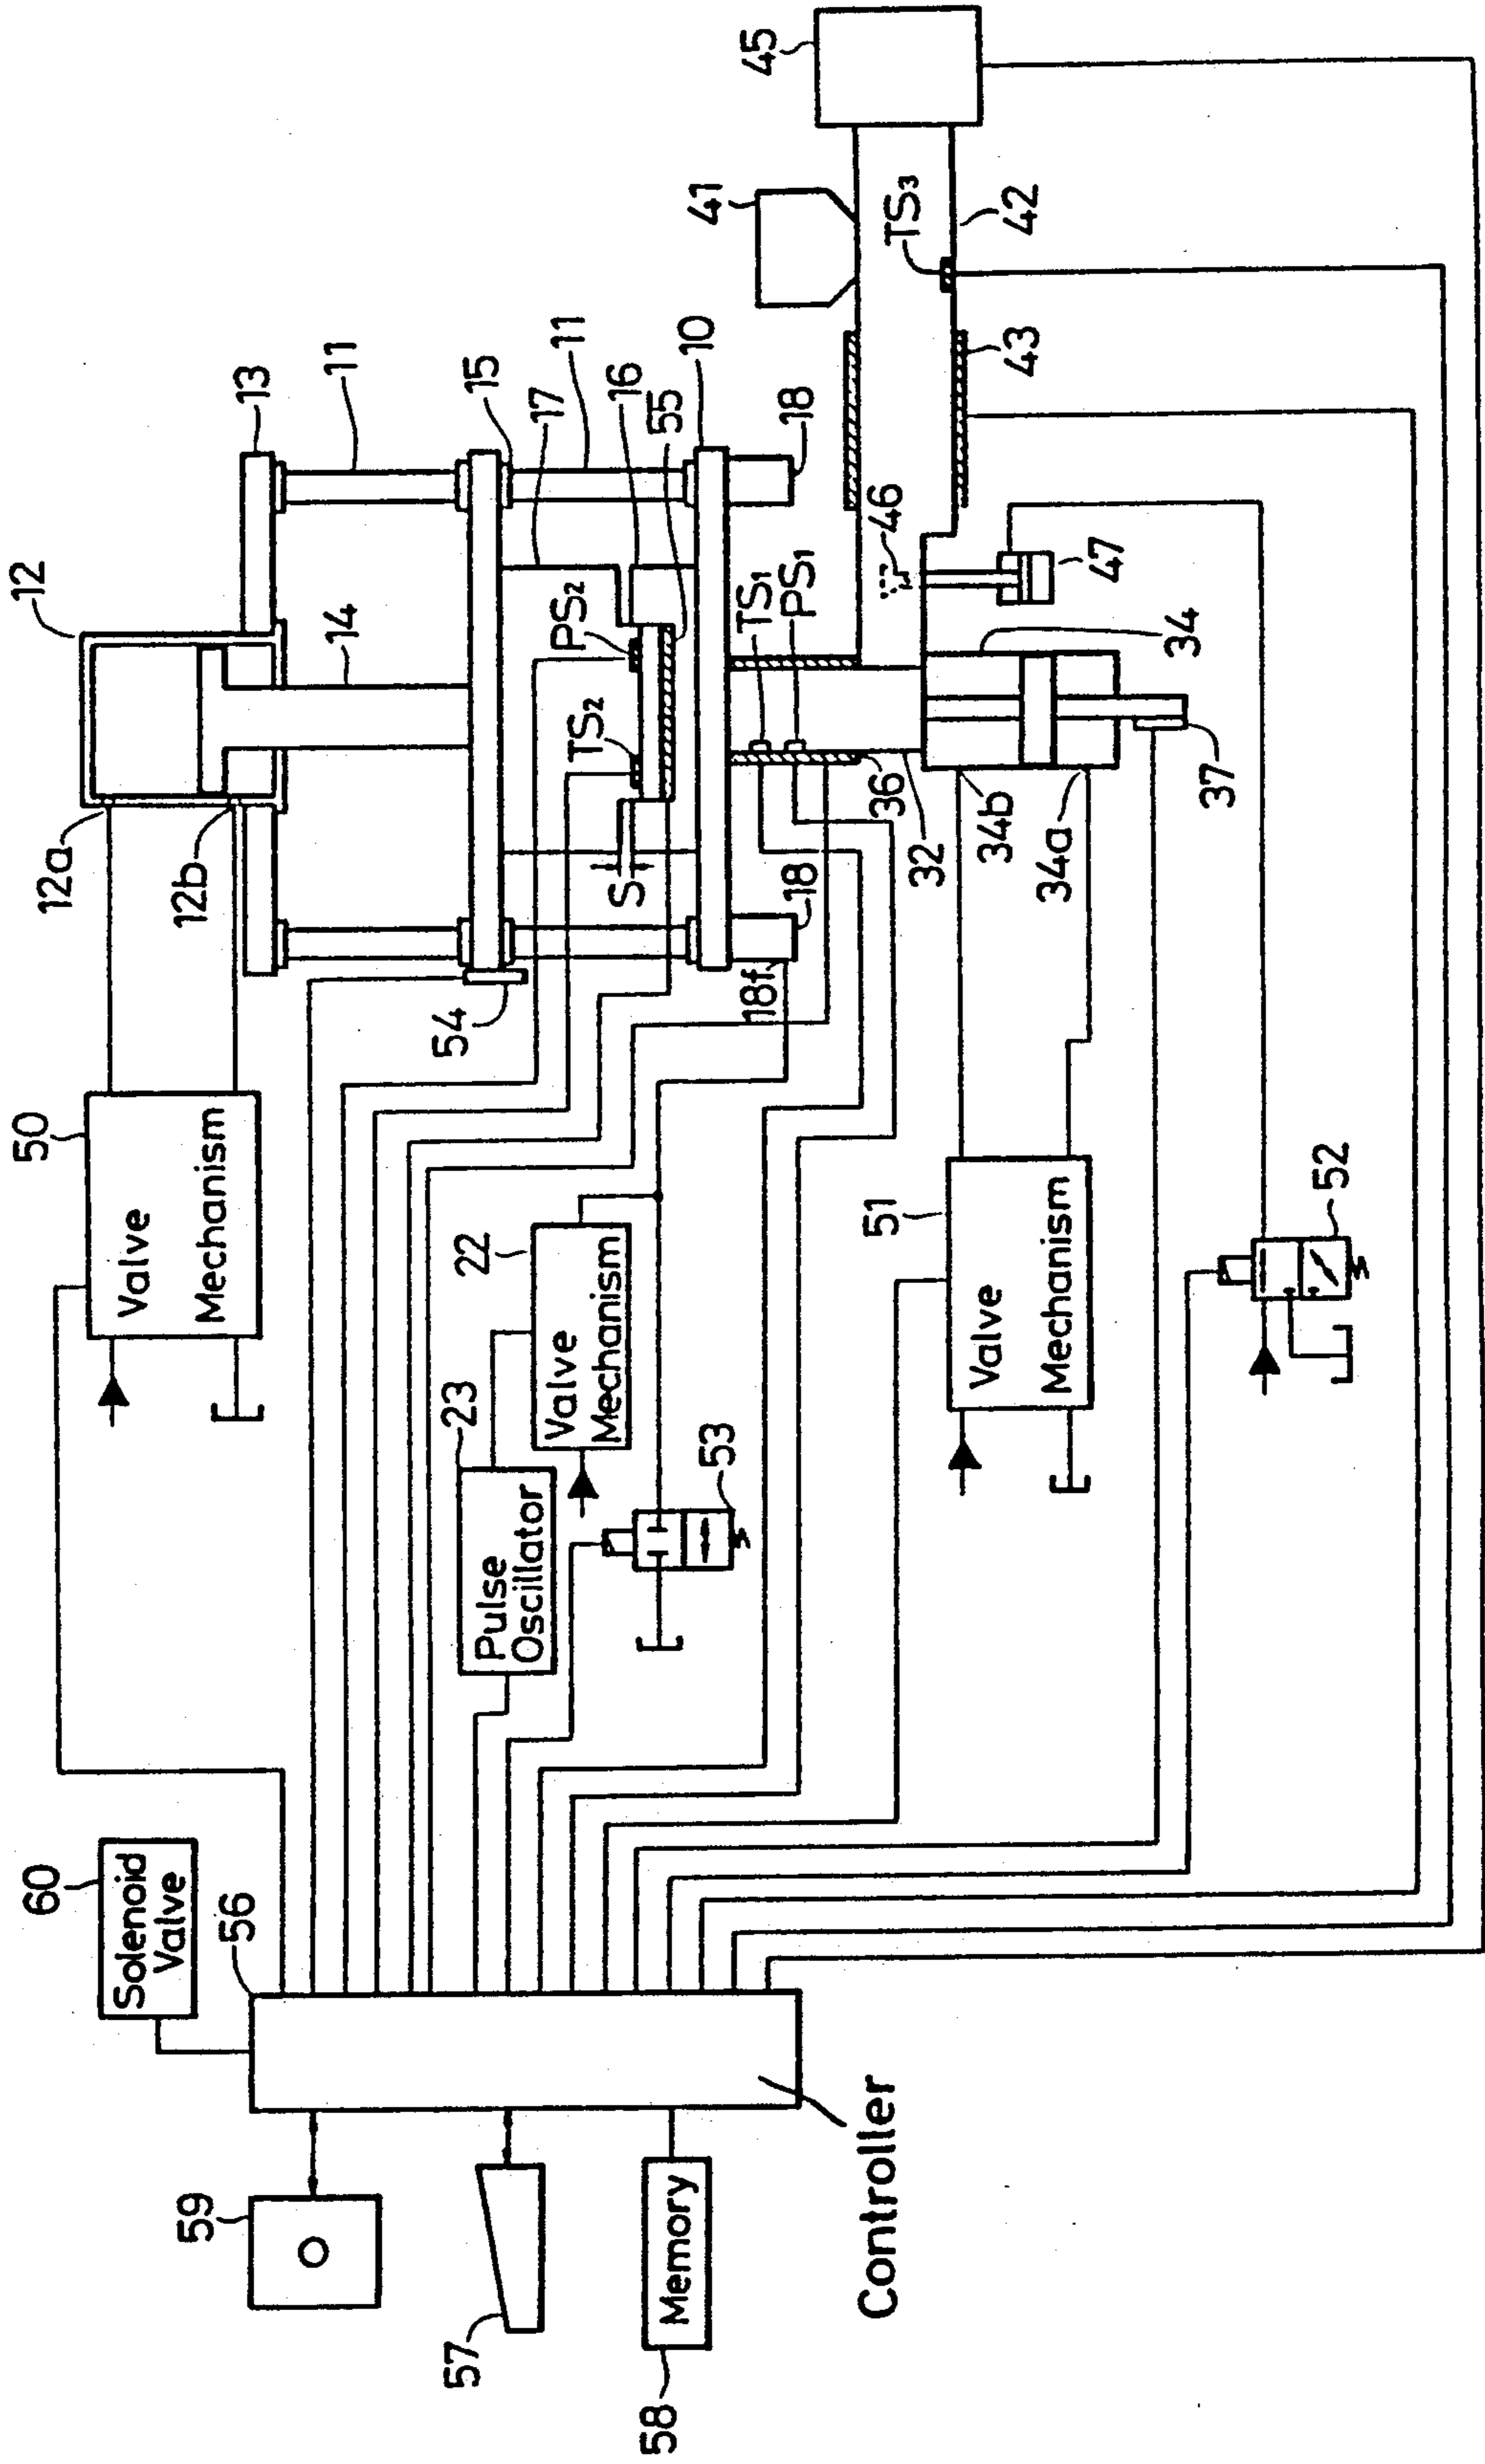 60
Solenoid
Valve
56
59
57
58
Memory
Controller
50
Valve
Mechanism
23
Pulse
Oscillator
22
Valve
Mechanism
53
51
Valve
Mechanism
52
12
12a
12b
13
11
14
15
17
11
16
55
10
PS2
TS2
S
54
18
18
18f
TS1
PS1
36
32
34
34b
34a
37
46
47
41
TS3
42
43
45